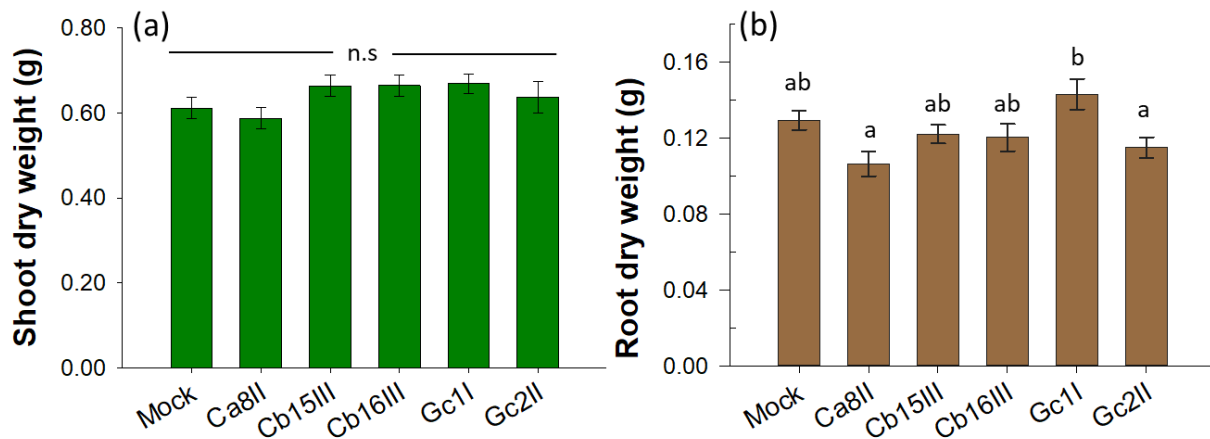 (a)
Shoot dry weight (g)
0.80
0.60
0.40
0.20
0.00
n.s
Mock
Ca8II
Cb15III
Cb16III
Gc1I
Gc2II
(b)
Root dry weight (g)
0.16
0.12
0.08
0.04
0.00
ab
a
ab
ab
b
a
Mock
Ca8II
Cb15III
Cb16III
Gc1I
Gc2II